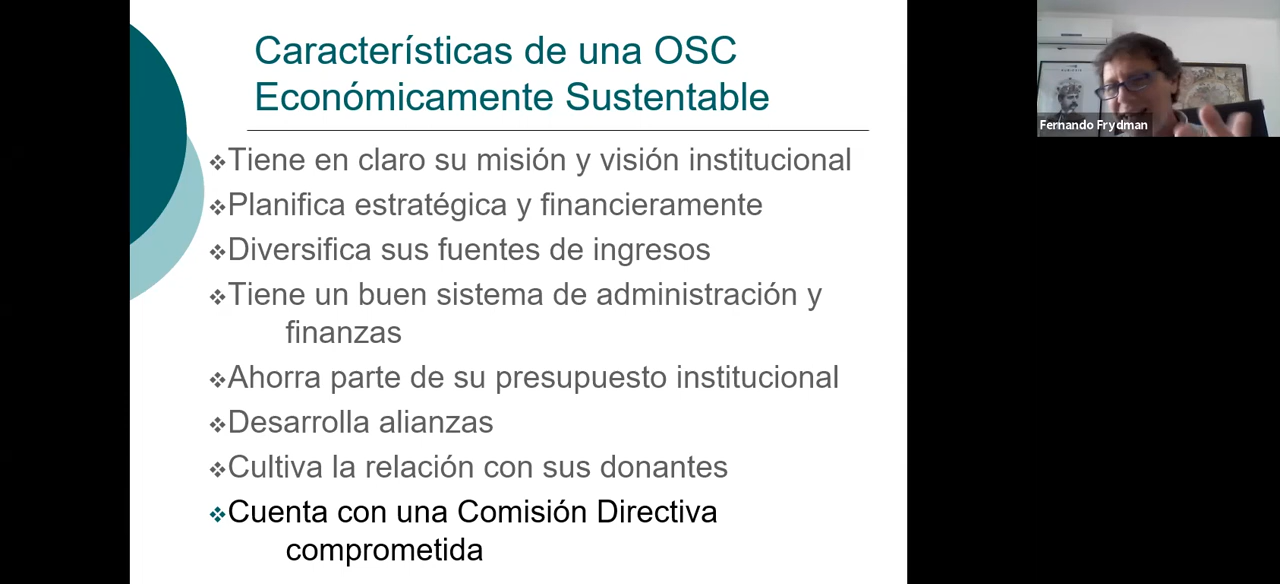 Características de una OSC
Económicamente Sustentable
❖Tiene en claro su misión y visión institucional
❖Planifica estratégica y financieramente
❖Diversifica sus fuentes de ingresos
❖Tiene un buen sistema de administración y
finanzas
❖Ahorra parte de su presupuesto institucional
❖Desarrolla alianzas
❖Cultiva la relación con sus donantes
❖Cuenta con una Comisión Directiva
comprometida
Fernando Frydman